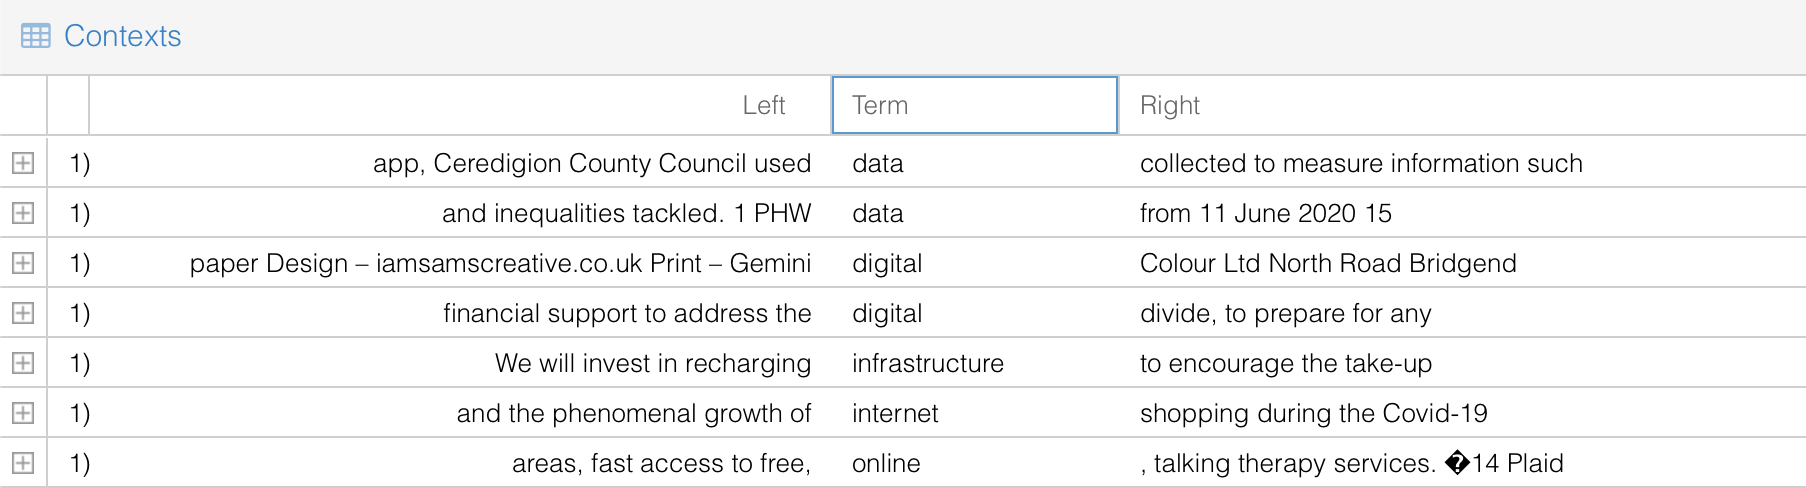 Contexts
Left Term Right
1) app, Ceredigion County Council used data collected to measure information such
1) and inequalities tackled. 1 PHW data from 11 June 2020 15
1) paper Design – iamsamscreative.co.uk Print – Gemini digital Colour Ltd North Road Bridgend
1) financial support to address the digital divide, to prepare for any
1) We will invest in recharging infrastructure to encourage the take-up
1) and the phenomenal growth of internet shopping during the Covid-19
1) areas, fast access to free, online , talking therapy services. �14 Plaid